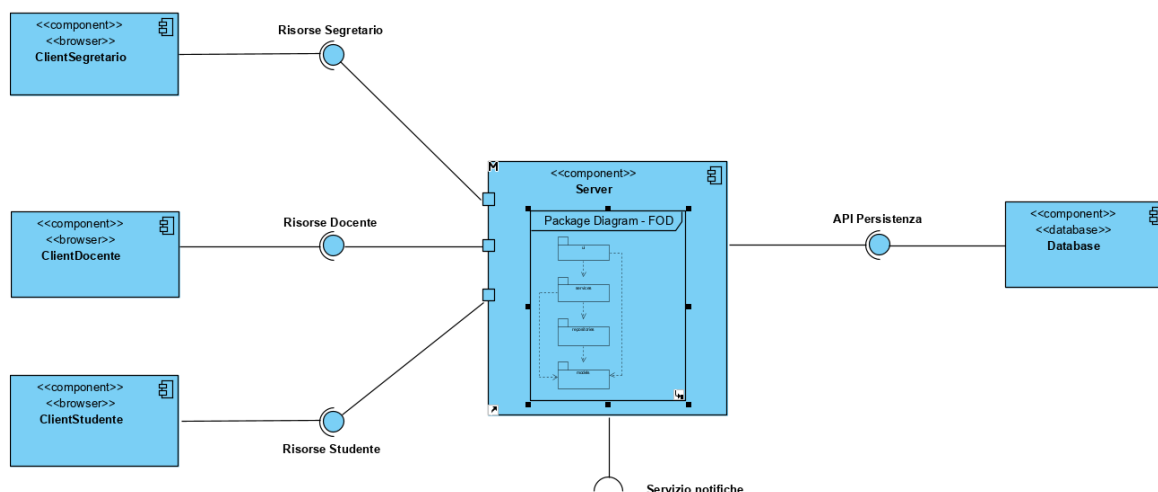 <<component>>
<<browser>>
ClientSegretario
Risorse Segretario
<<component>>
<<browser>>
ClientDocente
Risorse Docente
<<component>>
<<browser>>
ClientStudente
Risorse Studente
<<component>>
Server
Package Diagram - FOD
services
repositories
API Persistenza
<<component>>
<<database>>
Database
Servizio notifiche